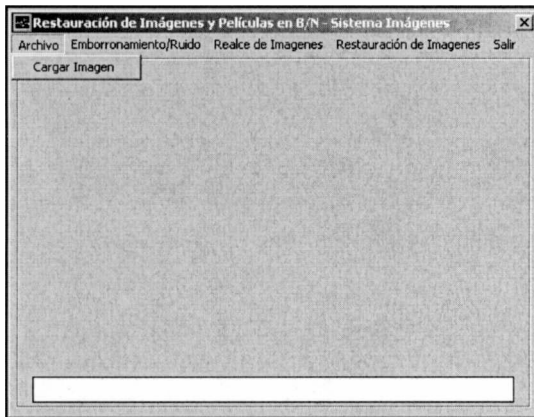 Restauración de Imágenes y Películas en B/N - Sistema Imágenes
Archivo Emborronamiento/Ruido Realce de Imagenes Restauración de Imagenes Salir
Cargar Imagen